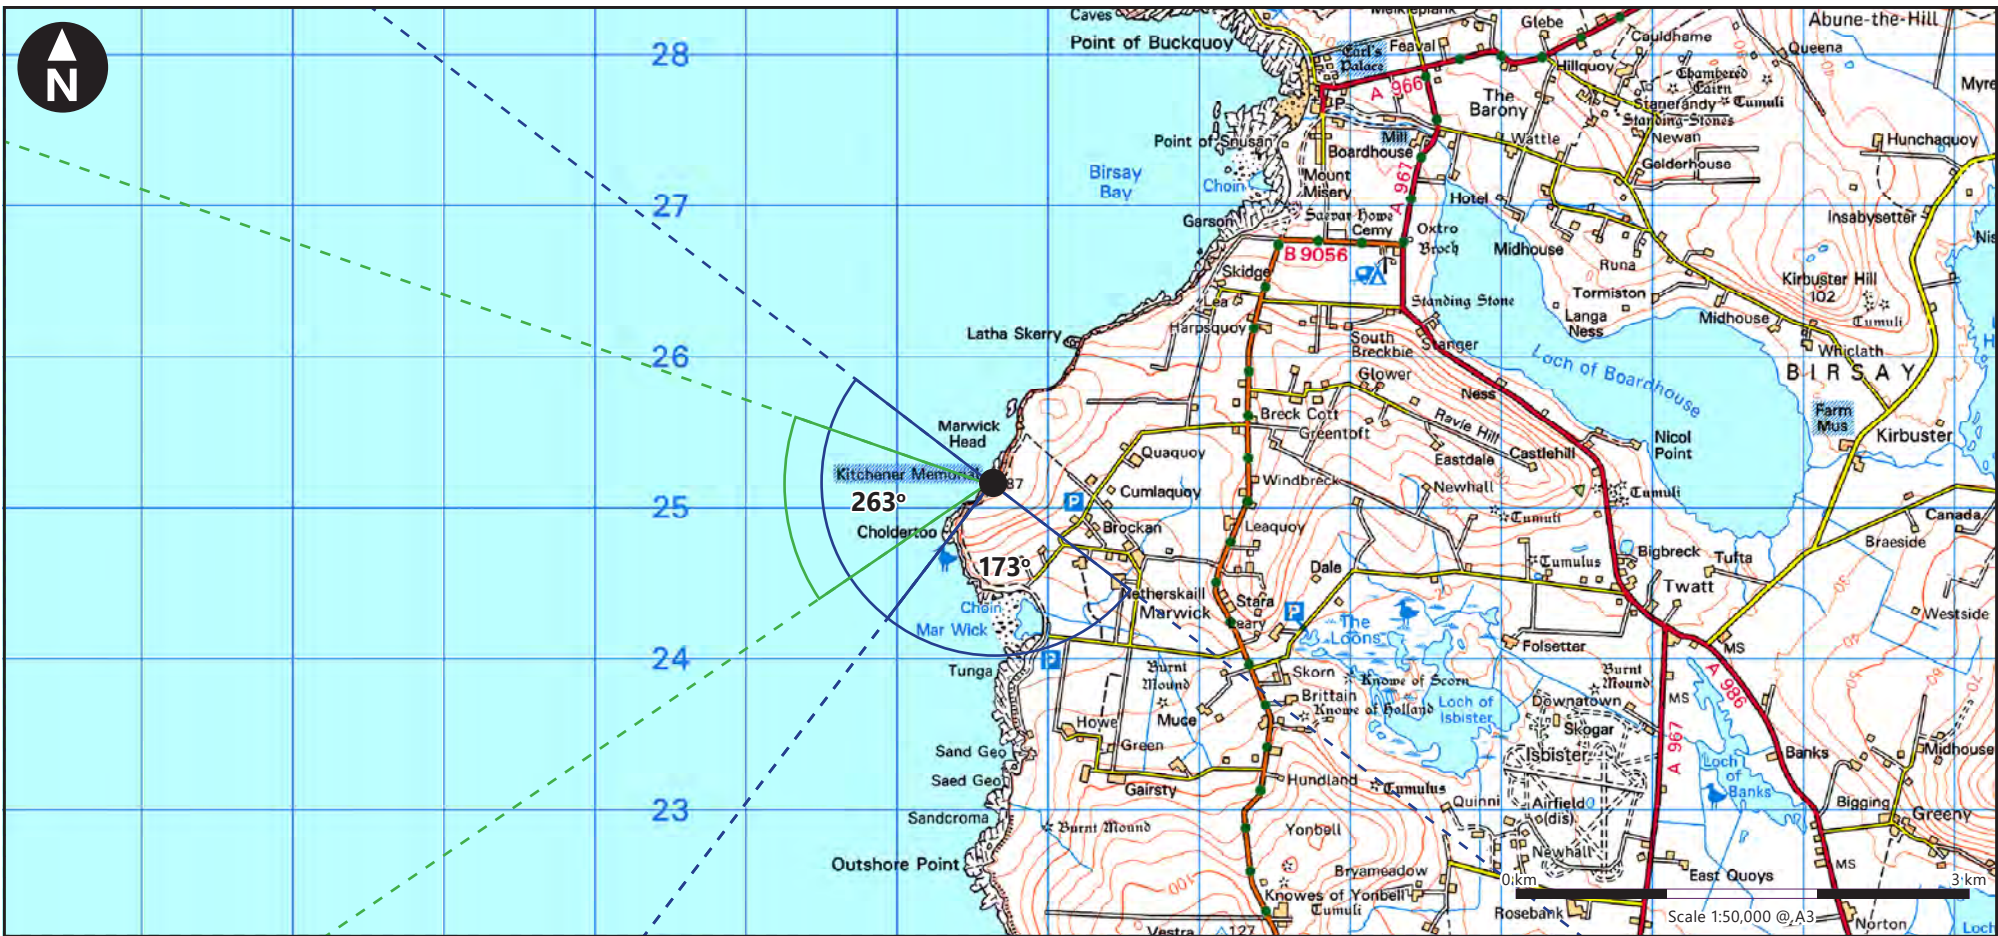 N
28
27
26
25
24
23
Caves
Point of Buckquoy
Earl's
Palace
Feaval
Glebe
Abune-the-Hill
Cauldhame
Queena
Hillquoy
Chambered
Cairn
Tumuli
Stanerandy
Standing Stones
Newan
Myre
A 966
The
Barony
P
Point of Snusan
Mill
Boardhouse
Wattle
Hunchaquoy
Gelderhouse
Birsay
Bay
Choin
Mount
Misery
A 967
Hotel
Insabysetter
Garson
Saevar Howe
Cemy
Oxtro
Broch
Midhouse
B 9056
Skidge
Runa
Kirbuster Hill
102
Tumuli
Lea
Standing Stone
Tormiston
Langa
Ness
Midhouse
Latha Skerry
Harpsquoy
South
Breckbie
Stanger
Whiclath
BIRSAY
Loch of Boardhouse
Glower
Ness
Breck Cott
Ravie Hill
Farm
Mus
Marwick
Head
Greentoft
Castlehill
Nicol
Point
Kirbuster
Quaquoy
Eastdale
Kitchener Memorial
87
263°
Cumlaquoy
P
Windbreck
Newhall
Tumuli
Tumuli
Canada
Choldertoo
Brockan
Leaquoy
Braeside
173°
Dale
Tumulus
Bigbreck
Tufta
Twatt
Netherskaill
Marwick
Stara
Leary
P
The
Loons
Westside
Choin
Mar Wick
P
Folsetter
MS
Tunga
Burnt
Mound
Skorn
Knowe of Scorn
Burnt
Mound
MS
A 986
Brittain
Knowe of Holland
Loch of
Isbister
Downatown
Howe
Muce
Skogar
A 967
Sand Geo
Green
Isbister
Banks
Midhouse
Saed Geo
Gairsty
Hundland
Tumulus
Loch
of
Banks
Quinni
Airfield
(dis)
Bigging
Greeny
Sandcroma
Burnt Mound
Yonbell
Outshore Point
Newhall
MS
100
Bryameadow
East Quoys
0 km
3 km
Knowes of Yonbell
Tumuli
Rosebank
Scale 1:50,000 @ A3
Norton
Vestra
127
Loch